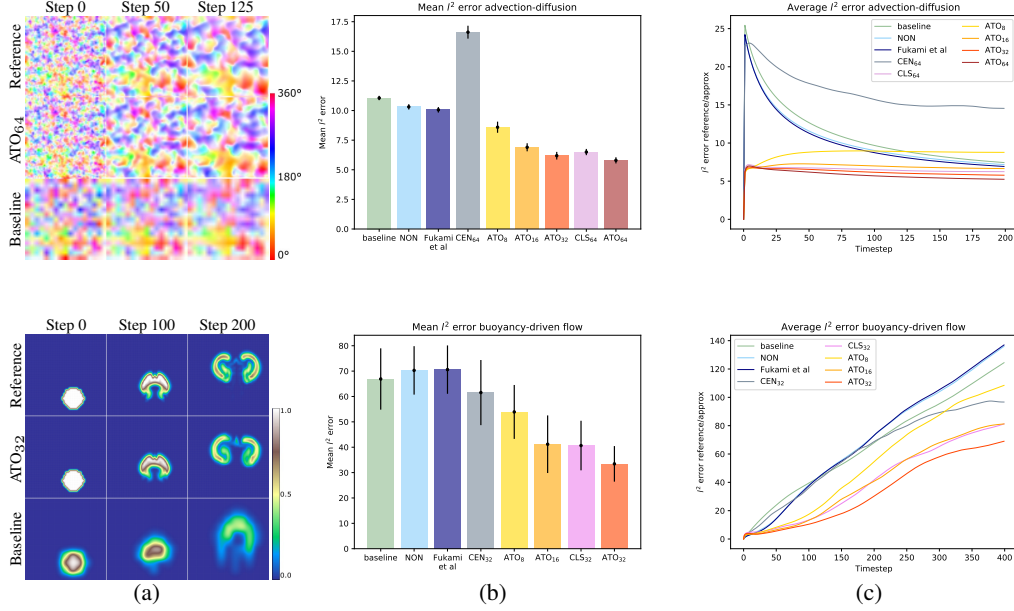 Step 0 Step 50 Step 125
Reference
ATO64
Baseline
360°
180°
0°
Mean l² error advection-diffusion
Mean l² error
17.5
15.0
12.5
10.0
7.5
5.0
2.5
0.0
baseline NON Fukami et al CEN64 ATO8 ATO16 ATO32 CLS64 ATO64
Average l² error advection-diffusion
l² error reference/approx
25
20
15
10
5
0
baseline
NON
Fukami et al
CEN64
CLS64
ATO8
ATO16
ATO32
ATO64
0 25 50 75 100 125 150 175 200
Timestep
Step 0 Step 100 Step 200
Reference
ATO32
Baseline
1.0
0.5
0.0
Mean l² error buoyancy-driven flow
Mean l² error
80
70
60
50
40
30
20
10
0
baseline NON Fukami et al CEN32 ATO8 ATO16 CLS32 ATO32
Average l² error buoyancy-driven flow
l² error reference/approx
140
120
100
80
60
40
20
0
baseline
NON
Fukami et al
CEN32
CLS32
ATO8
ATO16
ATO32
0 50 100 150 200 250 300 350 400
Timestep
(a) (b) (c)